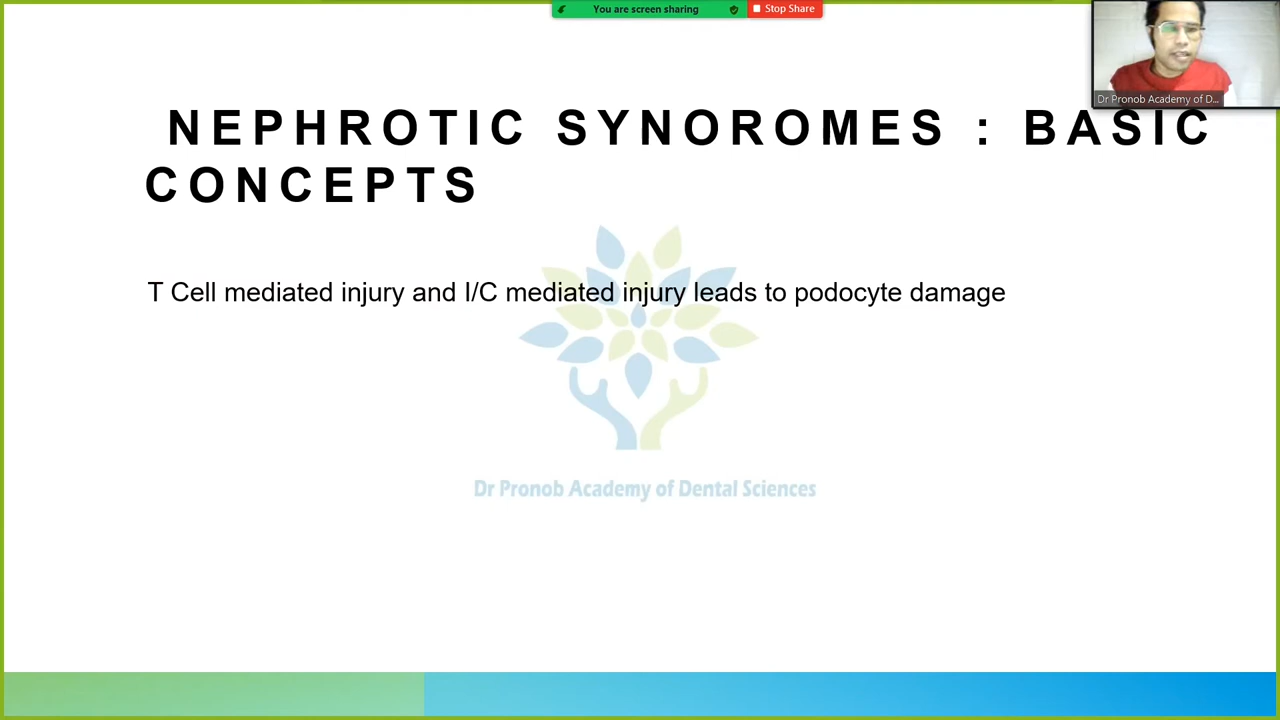 You are screen sharing
Stop Share
Dr Pronob Academy of D...
NEPHROTIC SYNOROMES : BASIC
CONCEPTS
T Cell mediated injury and I/C mediated injury leads to podocyte damage
Dr Pronob Academy of Dental Sciences